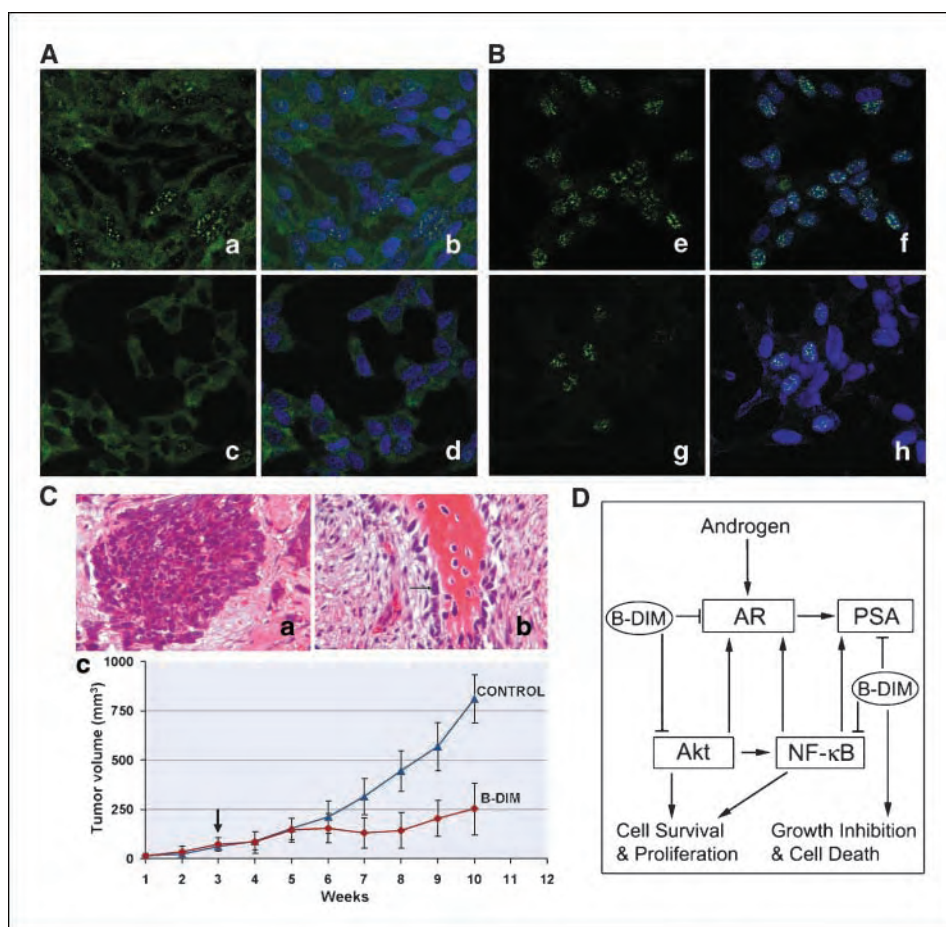 A
B
a
b
e
f
c
d
g
h
C
D
a
b
c
1000
750
500
250
0
Tumor volume (mm³)
CONTROL
B-DIM
1 2 3 4 5 6 7 8 9 10 11 12
Weeks
Androgen
B-DIM
AR
PSA
B-DIM
Akt
NF-κB
Cell Survival
& Proliferation
Growth Inhibition
& Cell Death